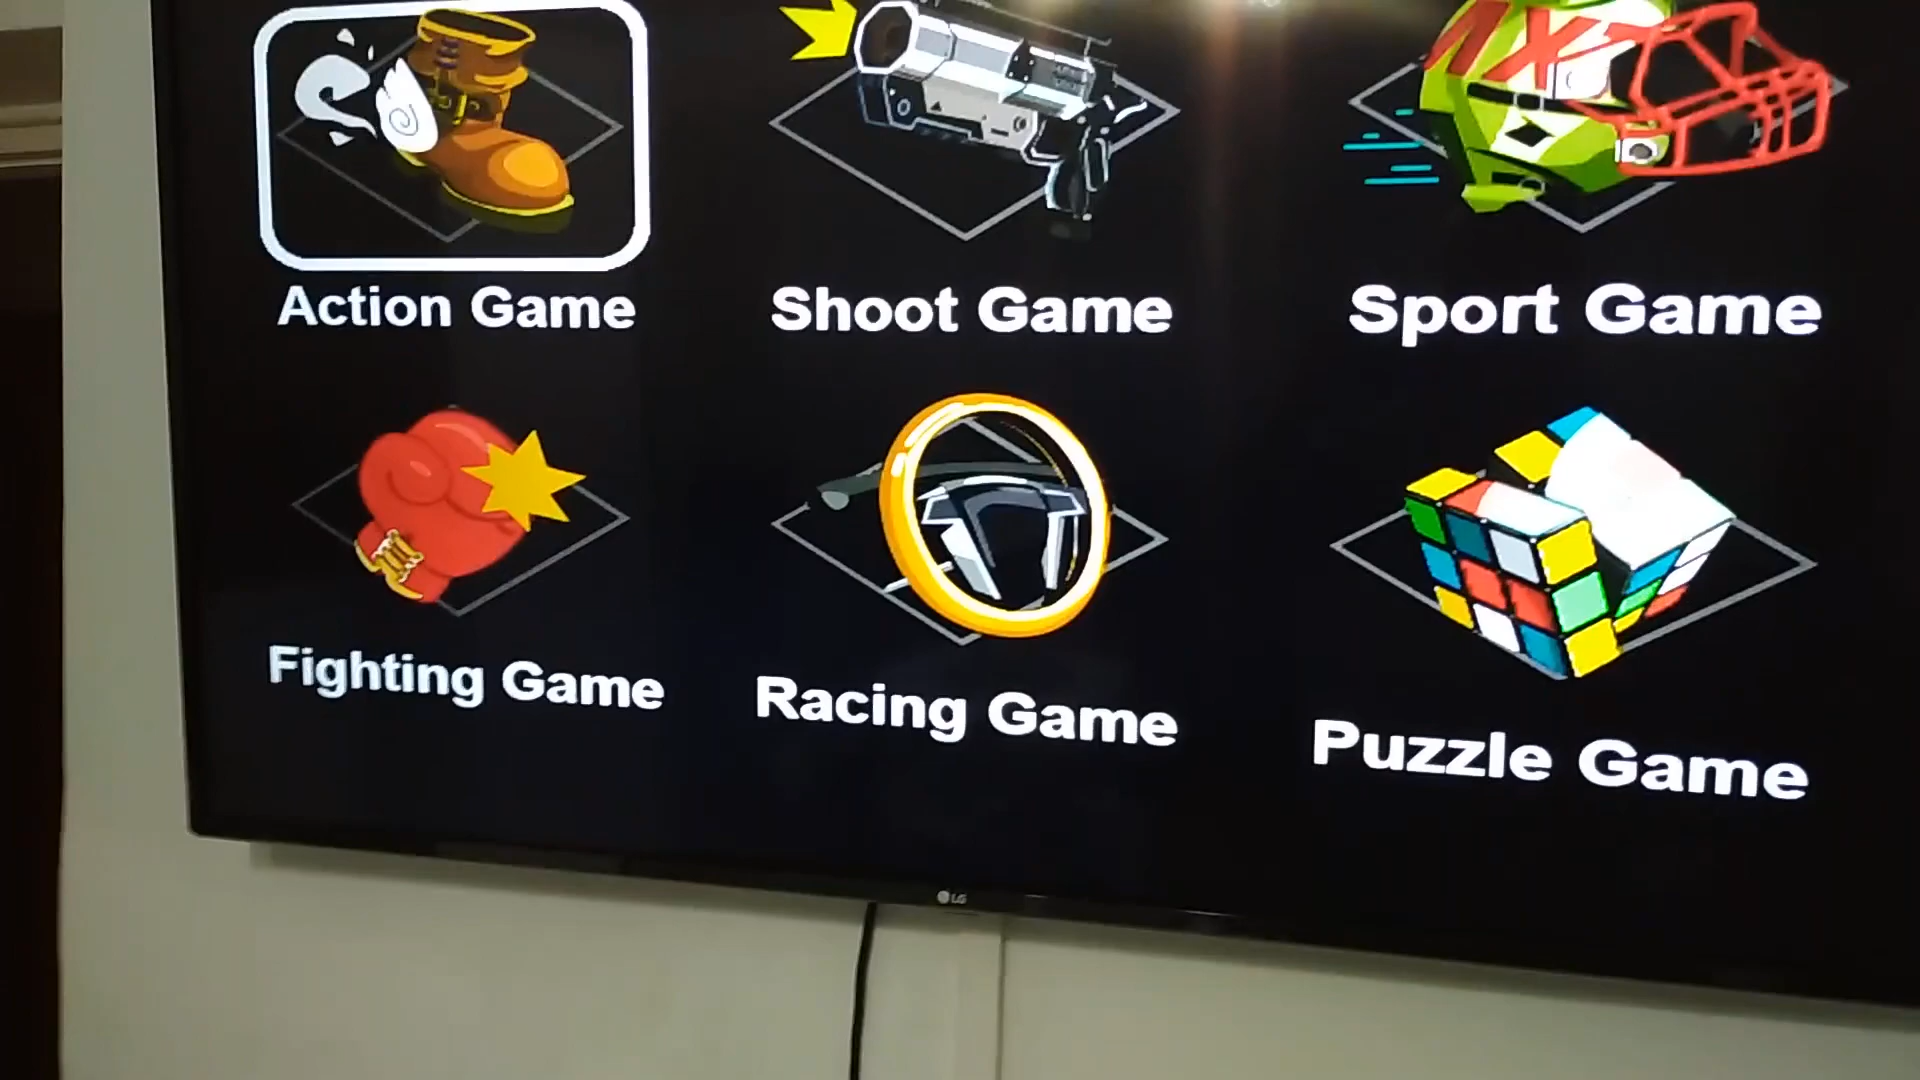 Action Game
Shoot Game
Sport Game
Fighting Game
Racing Game
Puzzle Game
LG